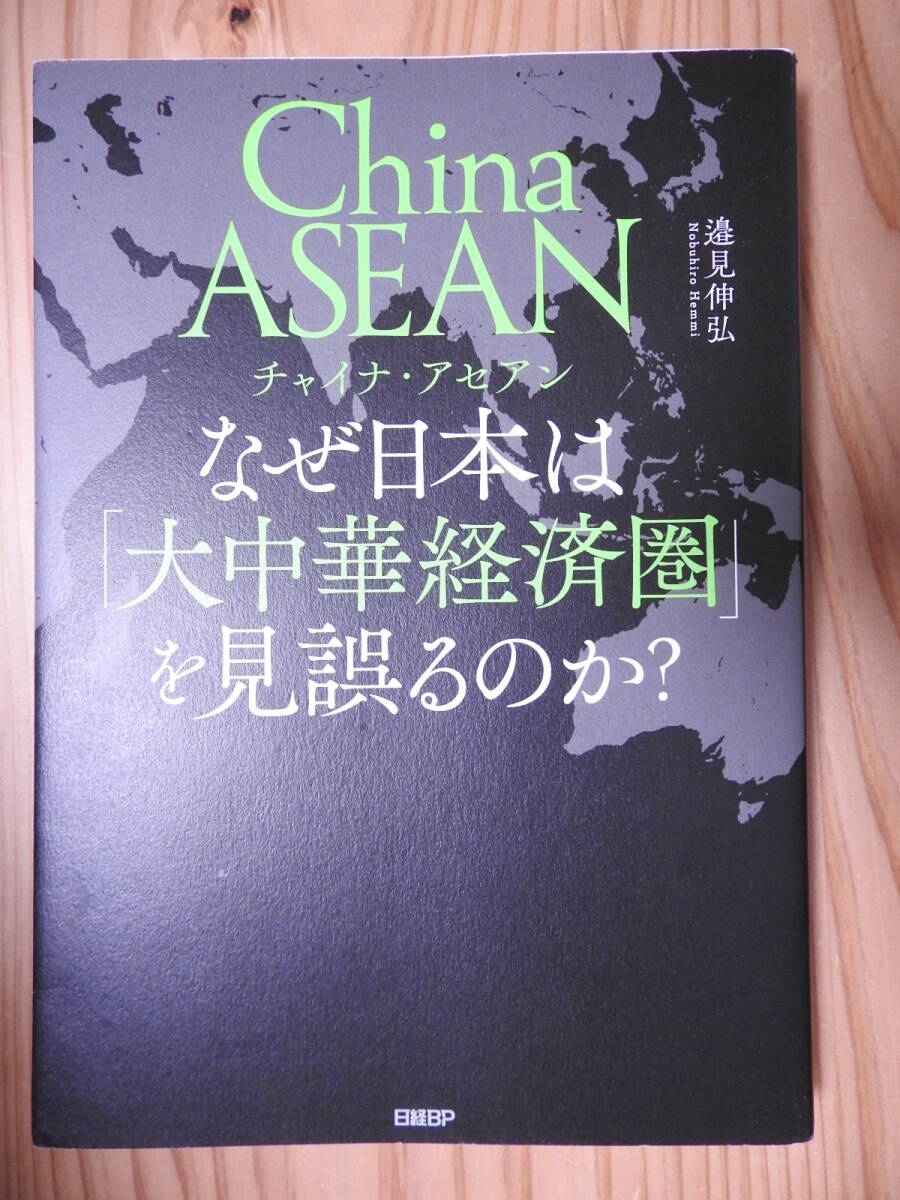 China
ASEAN
チャイナ・アセアン
邉見伸弘
Nobuhiro Hemmi
なぜ日本は
「大中華経済圏」
を見誤るのか?
日経BP